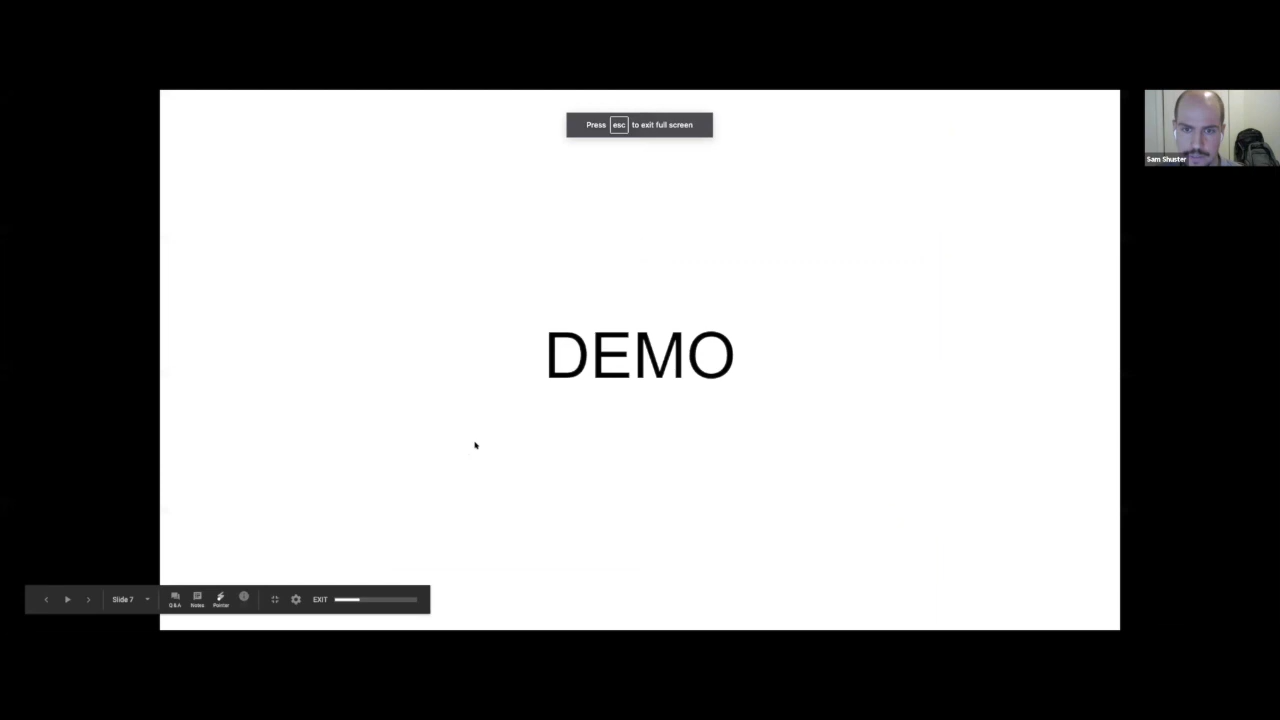 Press esc to exit full screen
Sam Shuster
DEMO
Slide 7
Q&A Notes Pointer
EXIT